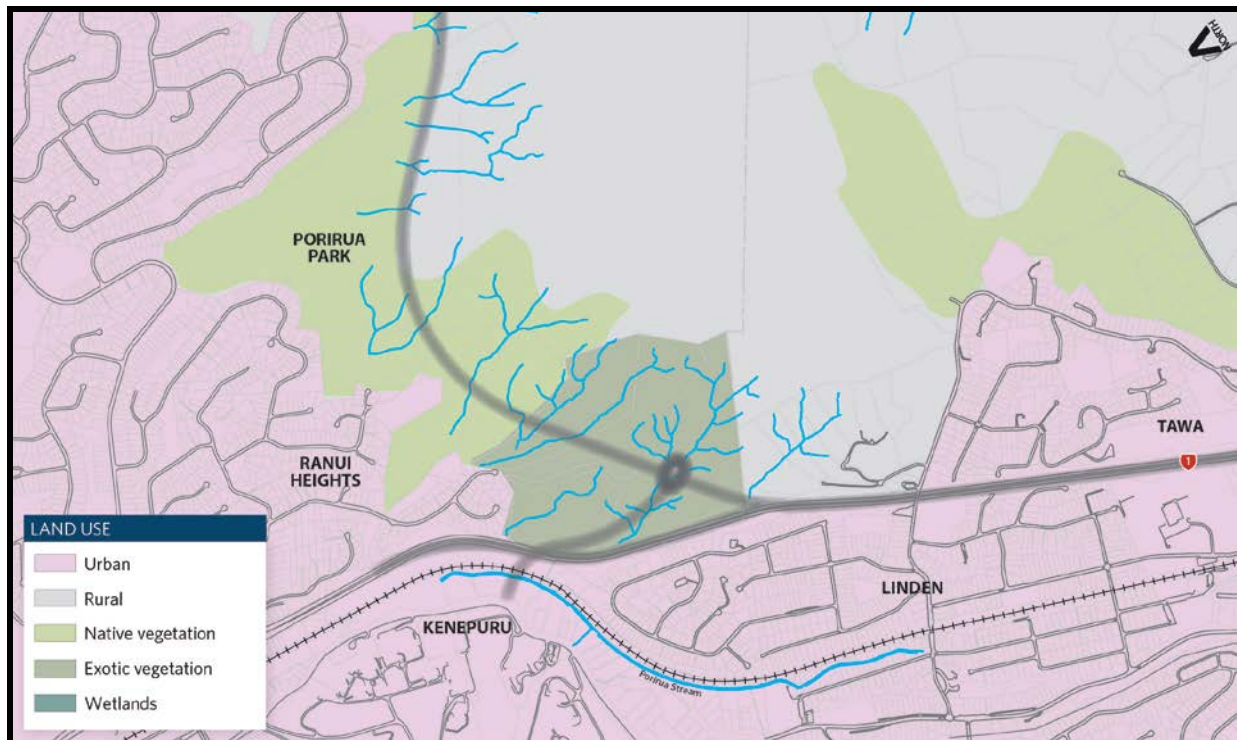 NORTH
PORIRUA
PARK
TAWA
1
RANUI
HEIGHTS
LINDEN
KENEPURU
Porirua Stream
LAND USE
Urban
Rural
Native vegetation
Exotic vegetation
Wetlands